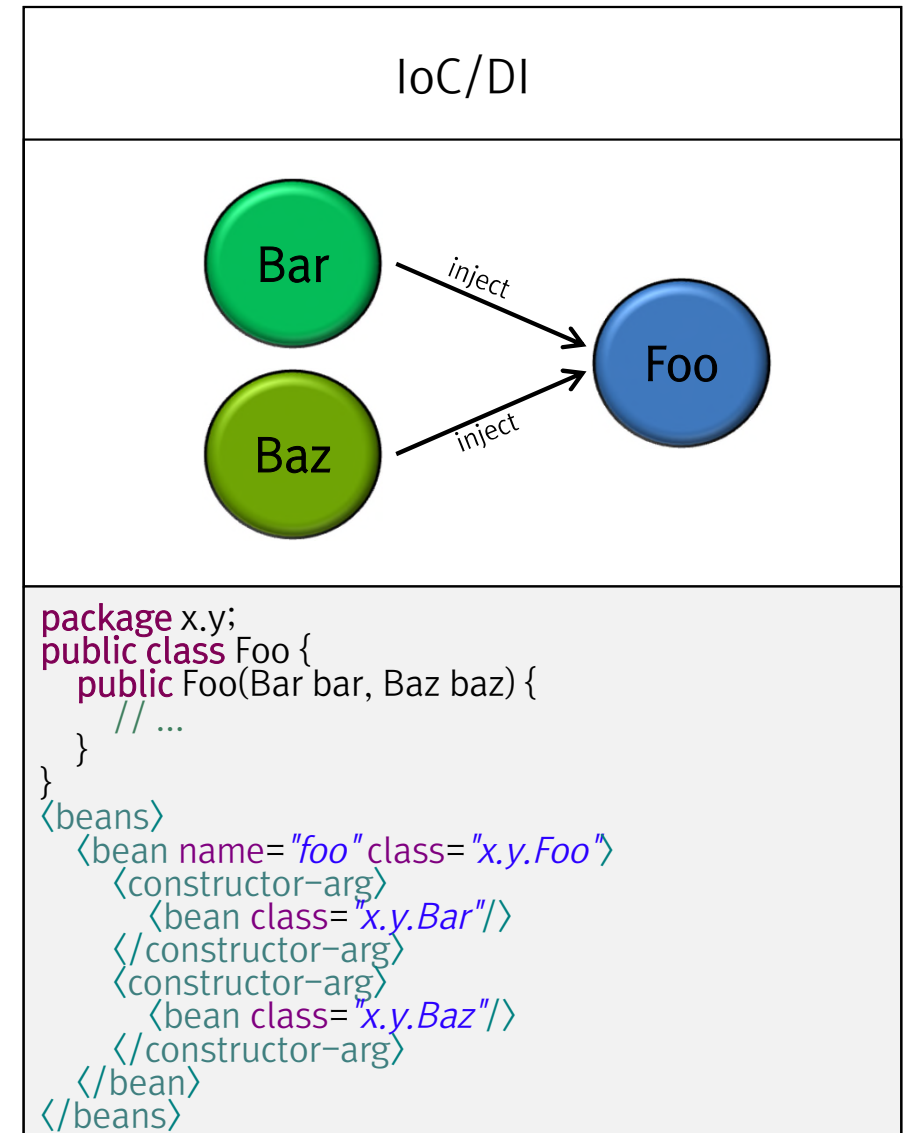 IoC/DI
Bar
inject
Foo
Baz
inject
package x.y;
public class Foo {
public Foo(Bar bar, Baz baz) {
// ...
}
}
<beans>
<bean name="foo" class="x.y.Foo">
<constructor-arg>
<bean class="x.y.Bar"/>
</constructor-arg>
<constructor-arg>
<bean class="x.y.Baz"/>
</constructor-arg>
</bean>
</beans>